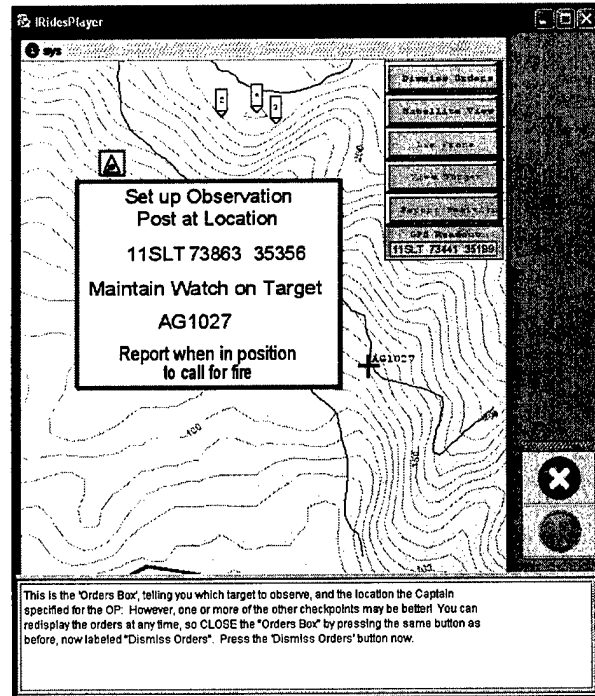 iRidesPlayer
sys
Dismiss Orders
Satellite View
GPS Readout
11SLT 73441 35199
2
3
Set up Observation
Post at Location
11SLT 73863 35356
Maintain Watch on Target
AG1027
Report when in position
to call for fire
AG1027
This is the 'Orders Box', telling you which target to observe, and the location the Captain
specified for the OP: However, one or more of the other checkpoints may be better! You can
redisplay the orders at any time, so CLOSE the "Orders Box" by pressing the same button as
before, now labeled "Dismiss Orders". Press the 'Dismiss Orders' button now.